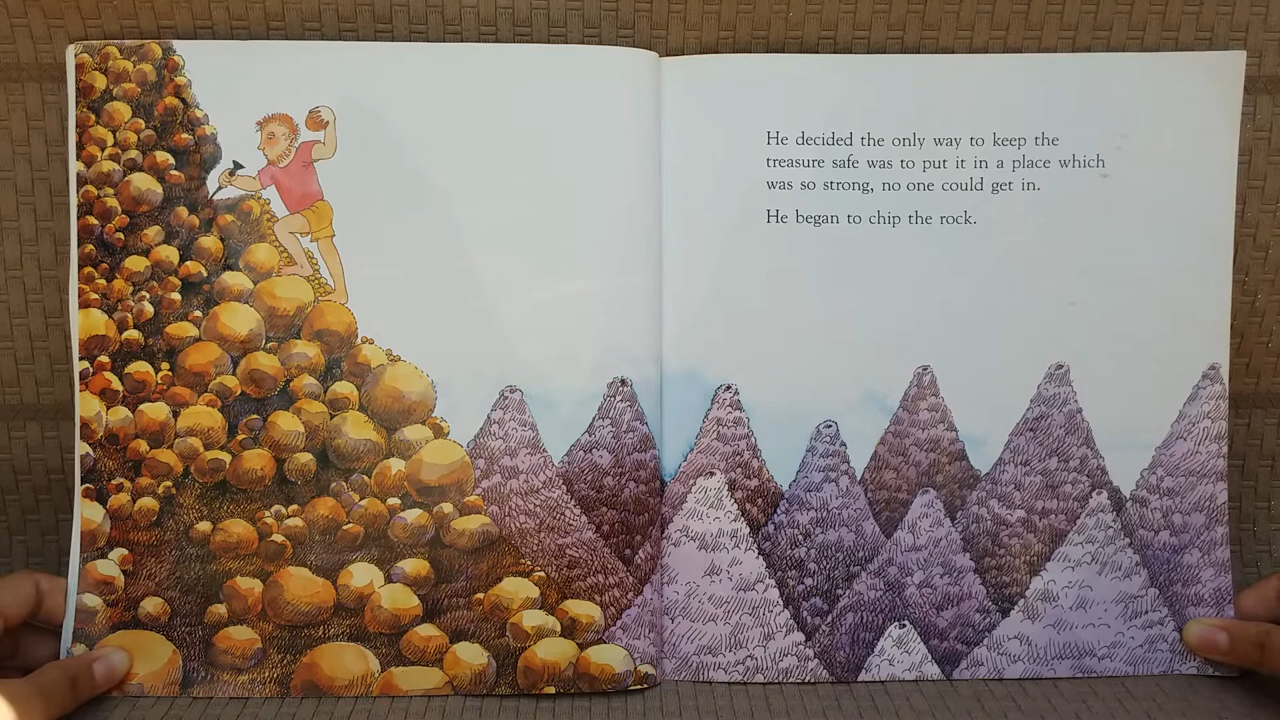 He decided the only way to keep the
treasure safe was to put it in a place which
was so strong, no one could get in.
He began to chip the rock.